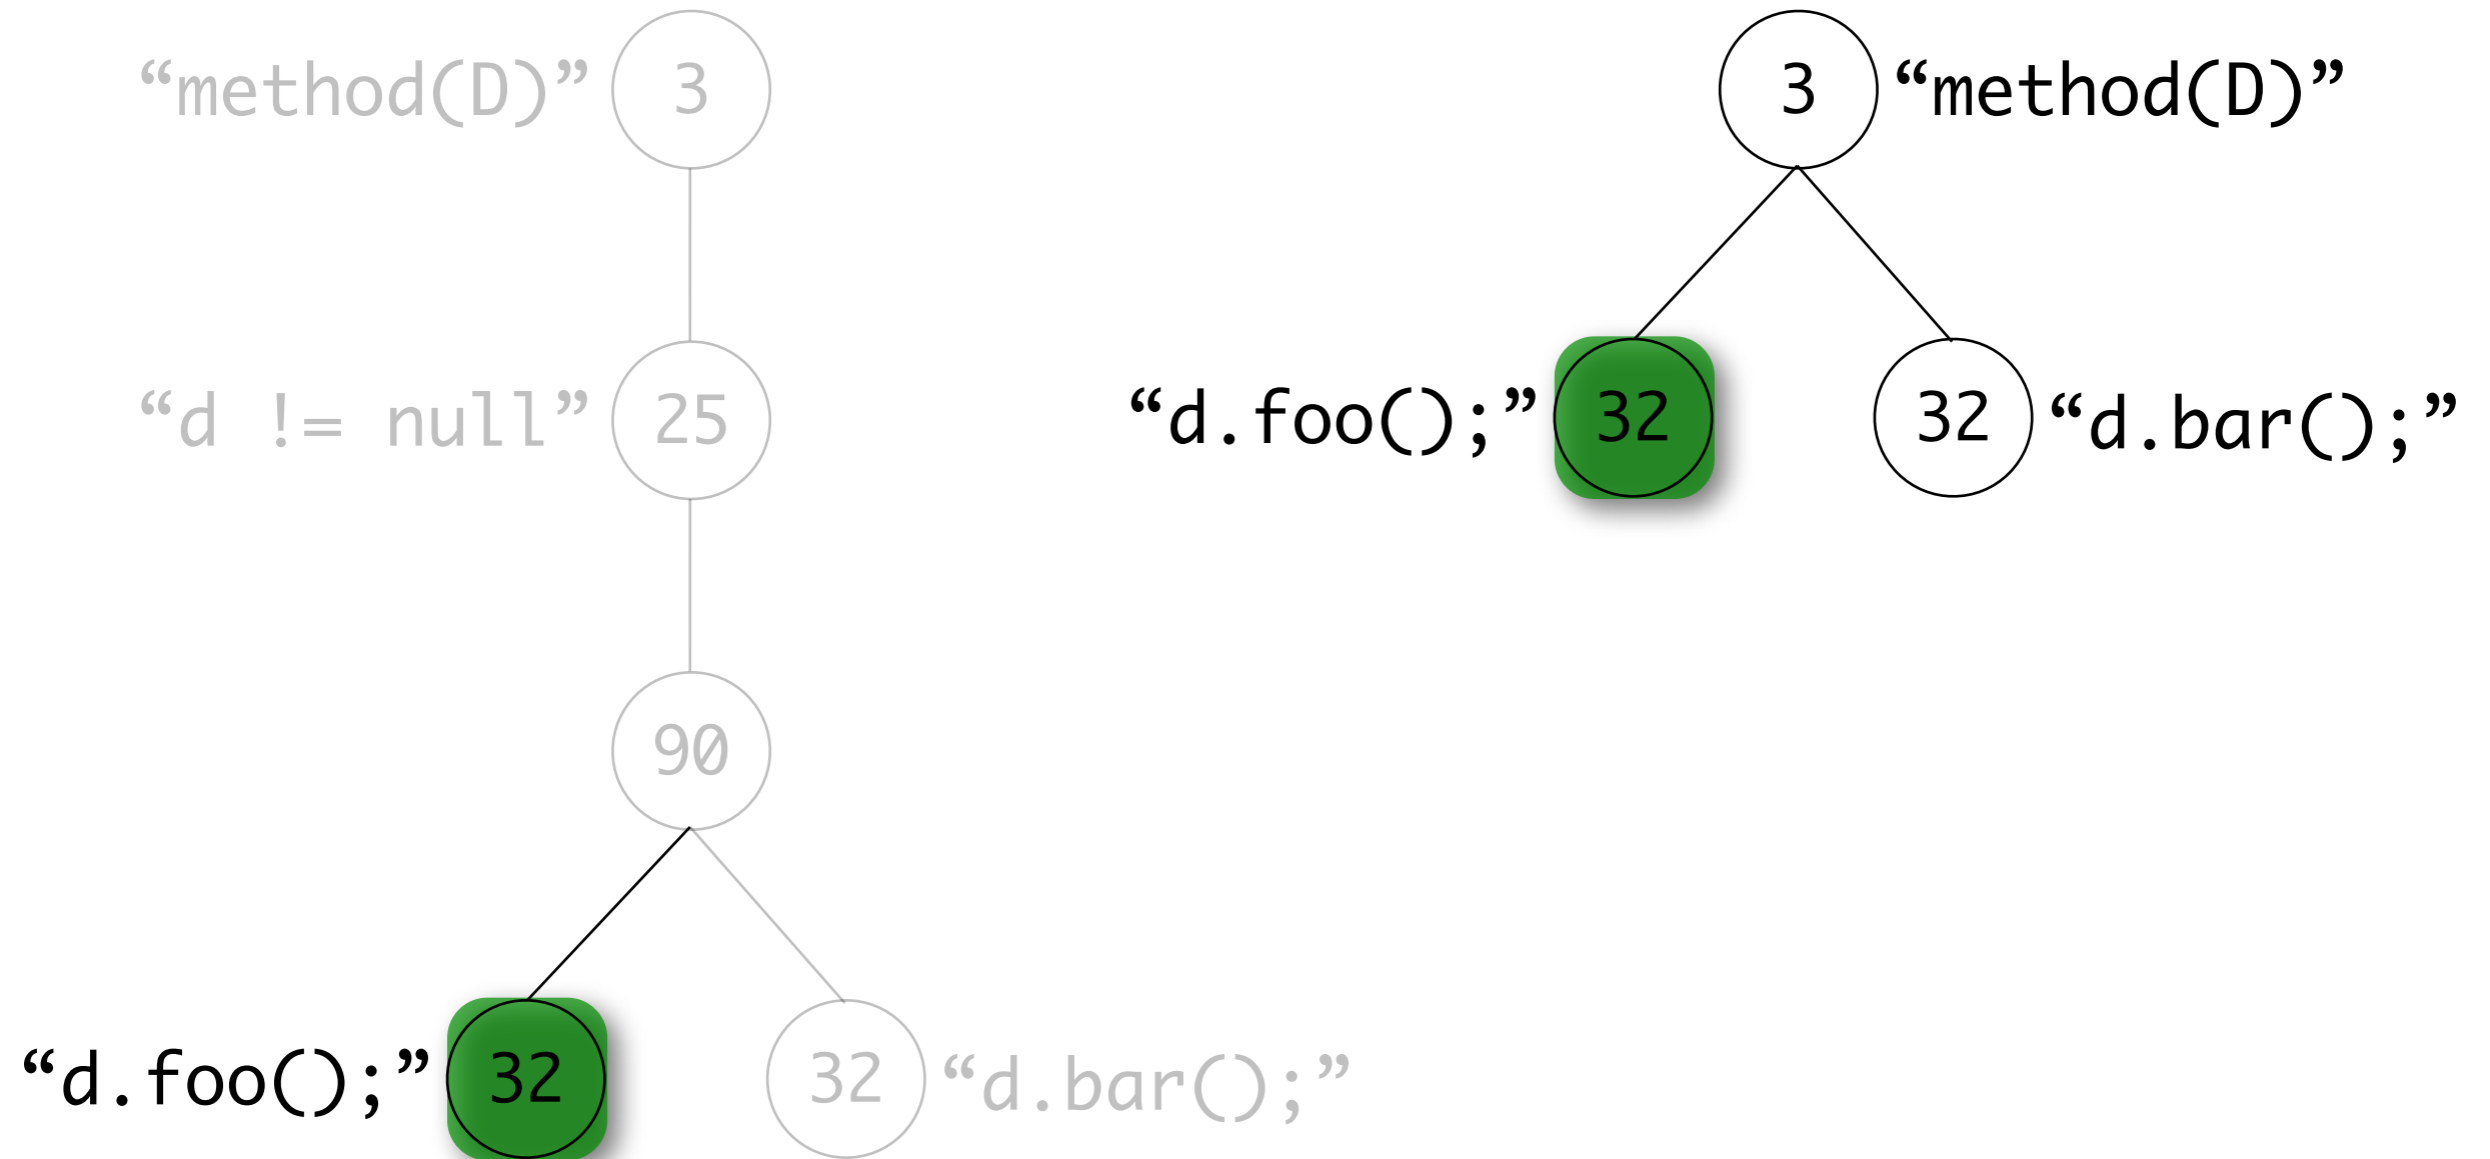 “method(D)” 3
3 “method(D)”
“d != null” 25
“d.foo();” 32
32 “d.bar();”
90
“d.foo();” 32
32 “d.bar();”